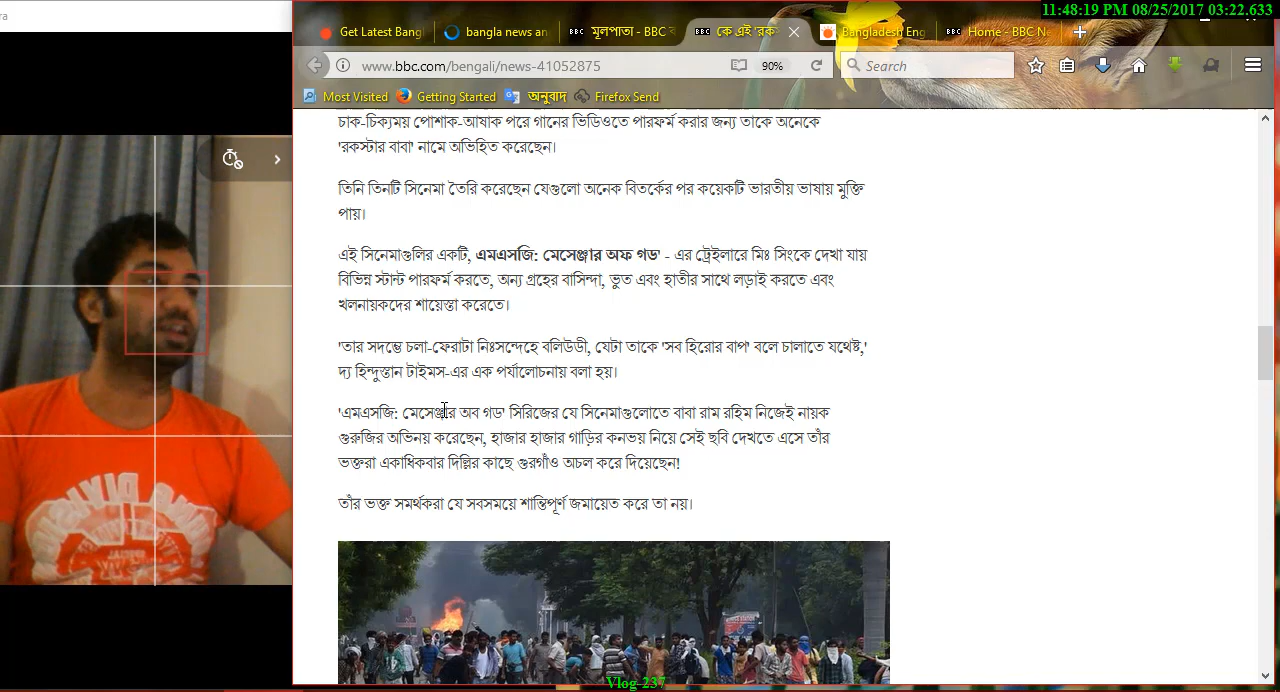 ra
11:48:19 PM 08/25/2017 03:22.633
Get Latest Bang
bangla news an
BBC মূলপাতা - BBC
BBC কে এই 'রক
Bangladesh Eng
BBC Home - BBC N
www.bbc.com/bengali/news-41052875
90%
Search
Most Visited
Getting Started
অনুবাদ
Firefox Send
চাক-চিক্যময় পোশাক-আষাক পরে গানের ভিডিওতে পারফর্ম করার জন্য তাকে অনেকে
'রকস্টার বাবা' নামে অভিহিত করেছেন।
তিনি তিনটি সিনেমা তৈরি করেছেন যেগুলো অনেক বিতর্কের পর কয়েকটি ভারতীয় ভাষায় মুক্তি
পায়।
এই সিনেমাগুলির একটি, এমএসজি: মেসেঞ্জার অফ গড' - এর ট্রেইলারে মিঃ সিংকে দেখা যায়
বিভিন্ন স্টান্ট পারফর্ম করতে, অন্য গ্রহের বাসিন্দা, ভুত এবং হাতীর সাথে লড়াই করতে এবং
খলনায়কদের শায়েস্তা করেতে।
'তার সদম্ভে চলা-ফেরাটা নিঃসন্দেহে বলিউডী, যেটা তাকে 'সব হিরোর বাপ' বলে চালাতে যথেষ্ট,'
দ্য হিন্দুস্তান টাইমস-এর এক পর্যালোচনায় বলা হয়।
'এমএসজি: মেসেঞ্জার অব গড' সিরিজের যে সিনেমাগুলোতে বাবা রাম রহিম নিজেই নায়ক
গুরুজির অভিনয় করেছেন, হাজার হাজার গাড়ির কনভয় নিয়ে সেই ছবি দেখতে এসে তাঁর
ভক্তরা একাধিকবার দিল্লির কাছে গুরগাঁও অচল করে দিয়েছেন!
তাঁর ভক্ত সমর্থকরা যে সবসময়ে শান্তিপূর্ণ জমায়েত করে তা নয়।
Vlog-237